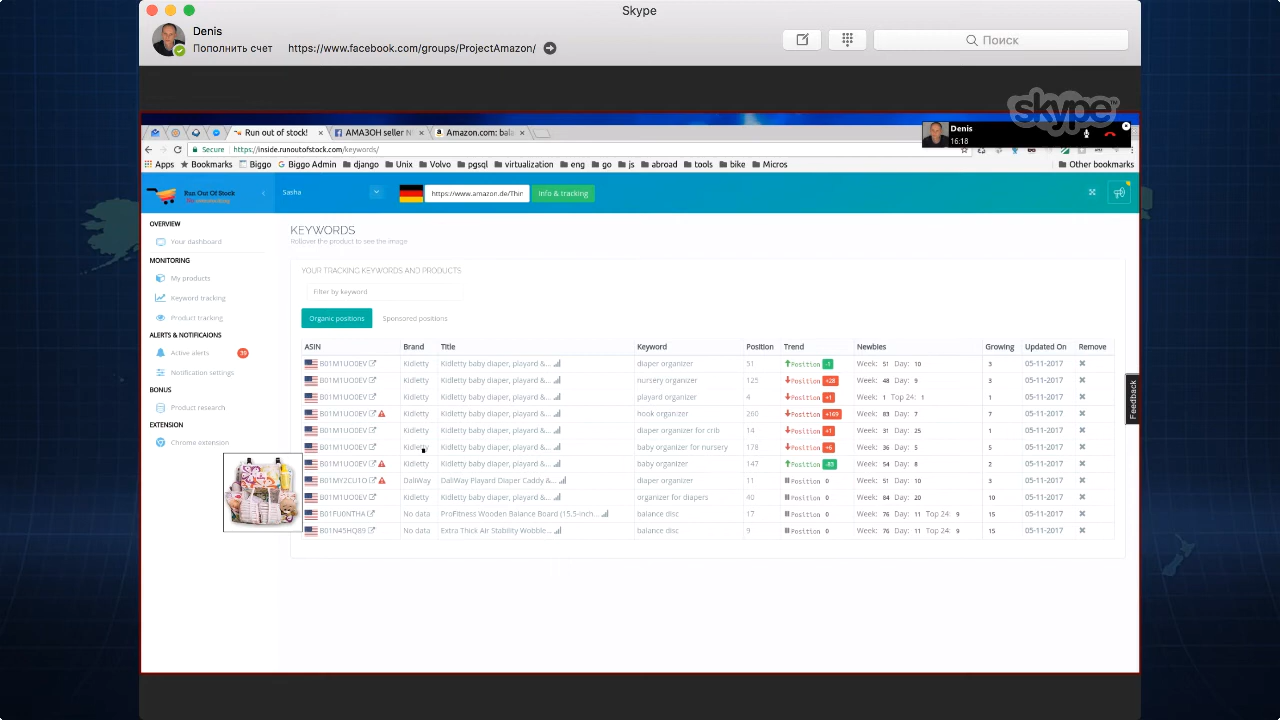 Skype
Denis
Пополнить счет https://www.facebook.com/groups/ProjectAmazon/
Поиск
skype™
Run out of stock! × АМАЗОН seller N × Amazon.com: bala ×
Denis
16:18
Secure https://inside.runoutofstock.com/keywords/
Apps Bookmarks Biggo Biggo Admin django Unix Volvo pgsql virtualization eng go js abroad tools bike Micros Other bookmarks
Run Out Of Stock Sasha https://www.amazon.de/Thin Info & tracking
OVERVIEW
Your dashboard
MONITORING
My products
Keyword tracking
Product tracking
ALERTS & NOTIFICAIONS
Active alerts 39
Notification settings
BONUS
Product research
EXTENSION
Chrome extension
KEYWORDS
Rollover the product to see the image
YOUR TRACKING KEYWORDS AND PRODUCTS
Filter by keyword
Organic positions Sponsored positions
ASIN Brand Title Keyword Position Trend Newbies Growing Updated On Remove
B01M1UO0EV Kidletty Kidletty baby diaper, playard &... diaper organizer 51 Position -1 Week: 51 Day: 10 3 05-11-2017
B01M1UO0EV Kidletty Kidletty baby diaper, playard &... nursery organizer 125 Position +28 Week: 48 Day: 9 3 05-11-2017
B01M1UO0EV Kidletty Kidletty baby diaper, playard &... playard organizer 4 Position +1 Week: 1 Top 24: 1 1 05-11-2017
B01M1UO0EV Kidletty Kidletty baby diaper, playard &... hook organizer 260 Position +169 Week: 83 Day: 7 7 05-11-2017
B01M1UO0EV Kidletty Kidletty baby diaper, playard &... diaper organizer for crib 14 Position +1 Week: 31 Day: 25 1 05-11-2017
B01M1UO0EV Kidletty Kidletty baby diaper, playard &... baby organizer for nursery 178 Position +6 Week: 36 Day: 5 5 05-11-2017
B01M1UO0EV Kidletty Kidletty baby diaper, playard &... baby organizer 147 Position -83 Week: 54 Day: 8 2 05-11-2017
B01MY2CU1O DaliWay DaliWay Playard Diaper Caddy &... diaper organizer 11 Position 0 Week: 51 Day: 10 3 05-11-2017
B01M1UO0EV Kidletty Kidletty baby diaper, playard &... organizer for diapers 40 Position 0 Week: 84 Day: 20 10 05-11-2017
B01FU0NTHA No data ProFitness Wooden Balance Board (15.5-inch... balance disc 17 Position 0 Week: 76 Day: 11 Top 24: 9 15 05-11-2017
B01N45HQ89 No data Extra Thick Air Stability Wobble... balance disc 9 Position 0 Week: 76 Day: 11 Top 24: 9 15 05-11-2017
Feedback